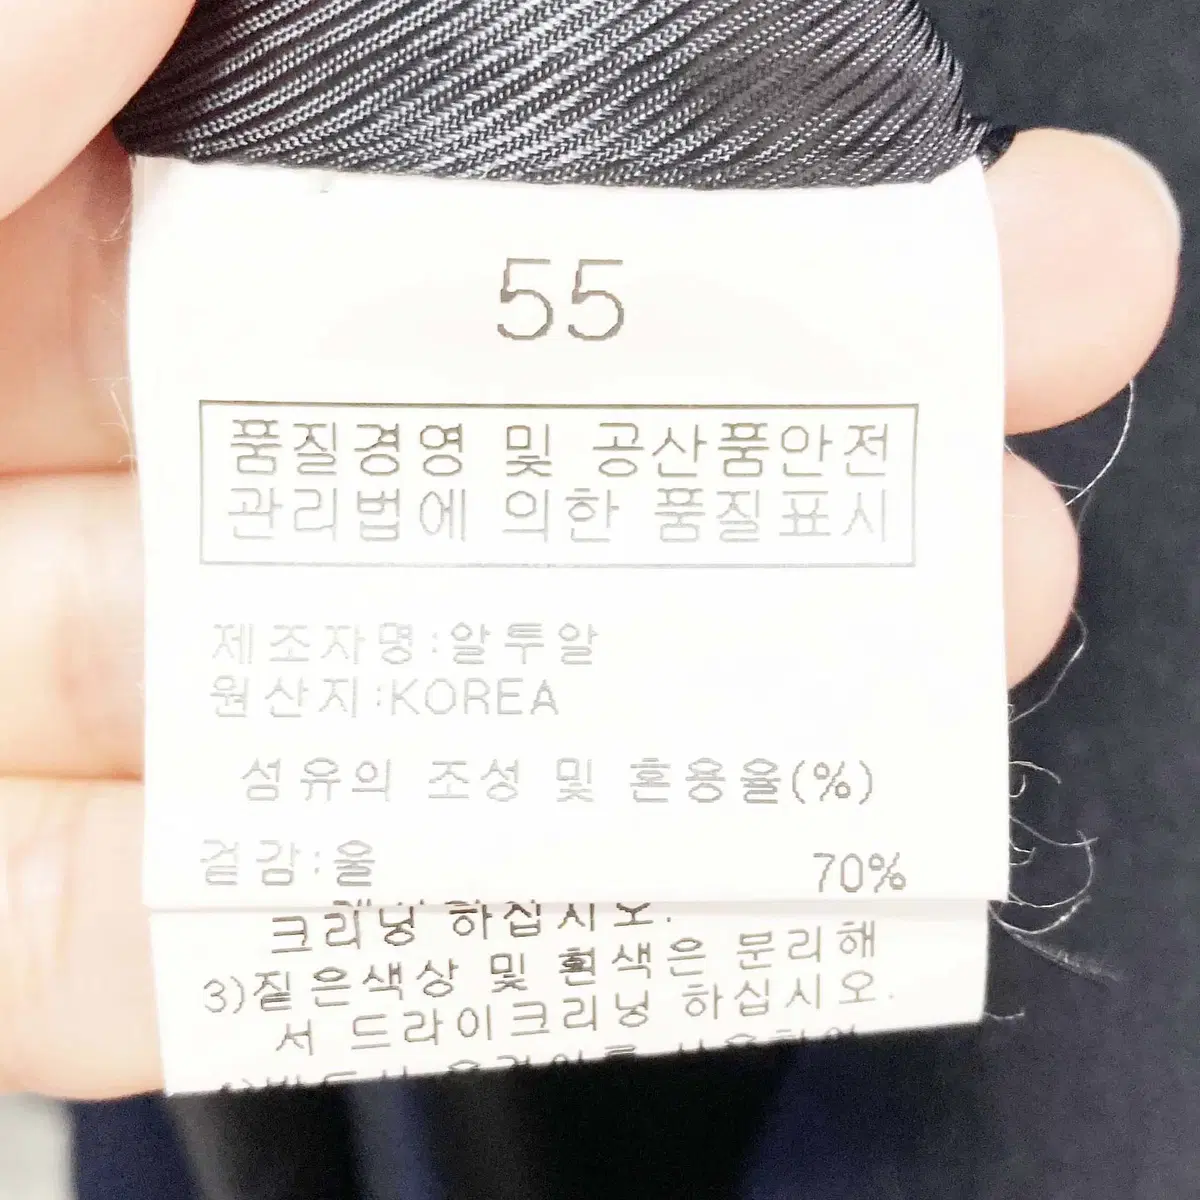 55
품질경영 및 공산품안전
관리법에 의한 품질표시
제조자명:알투알
원산지:KOREA
섬유의 조성 및 혼용율(%)
겉감:울 70%
크리닝 하십시오.
3)짙은색상 및 흰색은 분리해
서 드라이크리닝 하십시오.